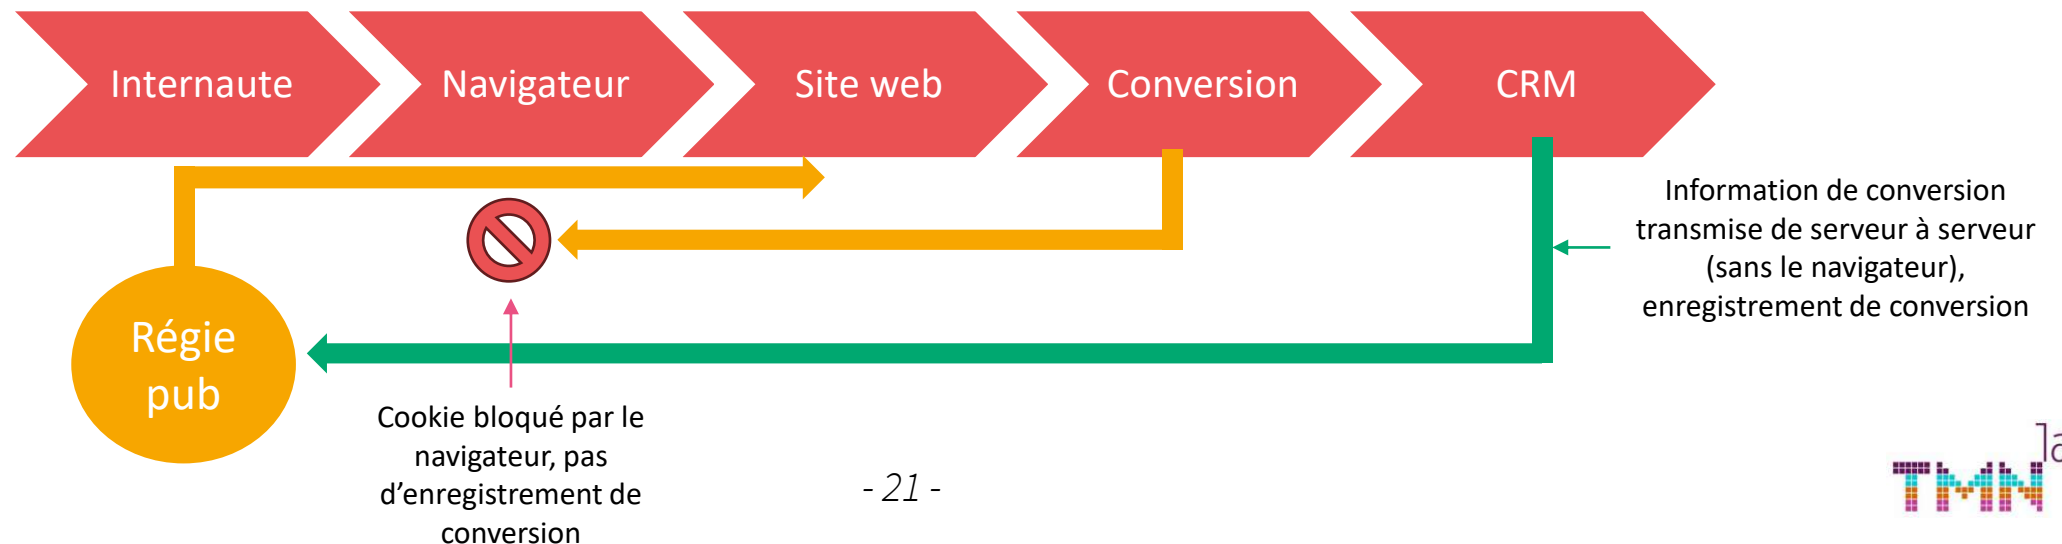 Internaute
Navigateur
Site web
Conversion
CRM
Information de conversion
transmise de serveur à serveur
(sans le navigateur),
enregistrement de conversion
Régie
pub
Cookie bloqué par le
navigateur, pas
d’enregistrement de
conversion
- 21 -
la
TMN